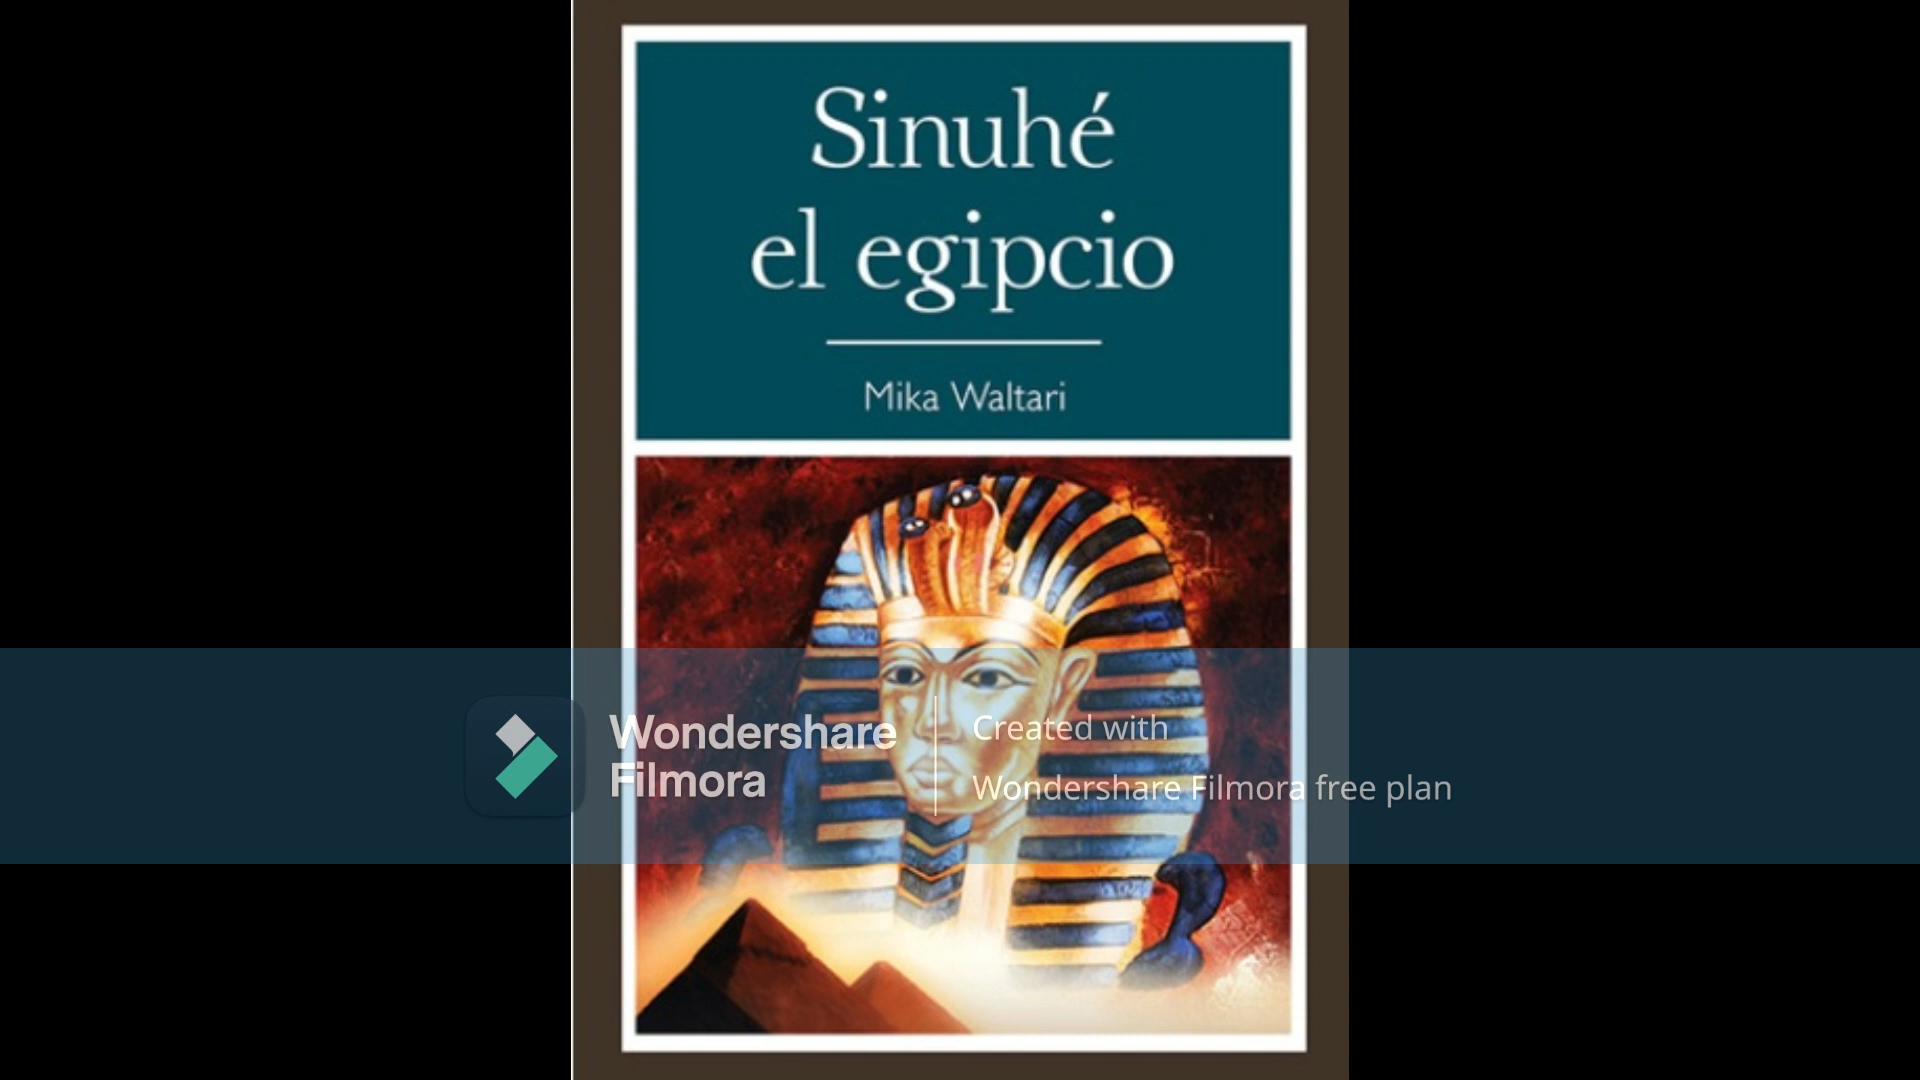 Sinuhé
el egipcio
Mika Waltari
Wondershare
Filmora
Created with
Wondershare Filmora free plan